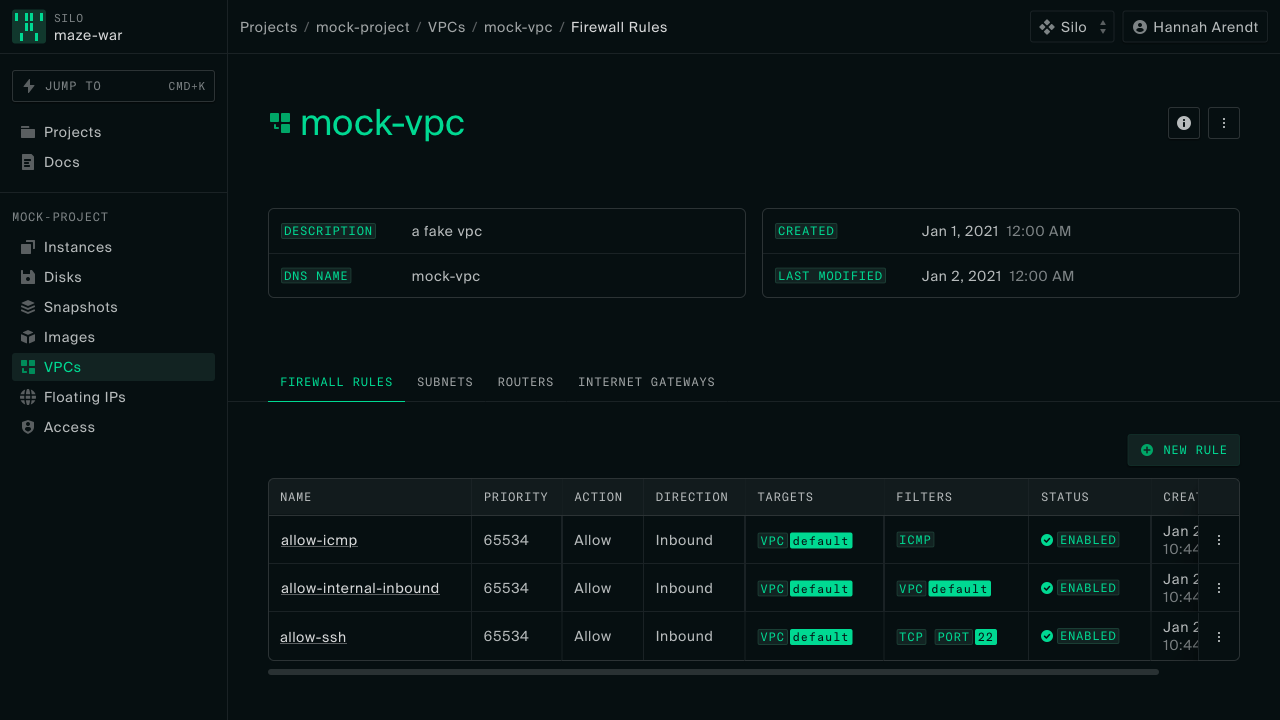 SILO
maze-war
Projects / mock-project / VPCs / mock-vpc / Firewall Rules
Silo
Hannah Arendt
JUMP TO CMD+K
Projects
Docs
MOCK-PROJECT
Instances
Disks
Snapshots
Images
VPCs
Floating IPs
Access
mock-vpc
DESCRIPTION a fake vpc
DNS NAME mock-vpc
CREATED Jan 1, 2021 12:00 AM
LAST MODIFIED Jan 2, 2021 12:00 AM
FIREWALL RULES SUBNETS ROUTERS INTERNET GATEWAYS
NEW RULE
NAME PRIORITY ACTION DIRECTION TARGETS FILTERS STATUS
allow-icmp 65534 Allow Inbound VPC default ICMP ENABLED Jan 2
10:44
allow-internal-inbound 65534 Allow Inbound VPC default VPC default ENABLED Jan 2
10:44
allow-ssh 65534 Allow Inbound VPC default TCP PORT 22 ENABLED Jan 2
10:44